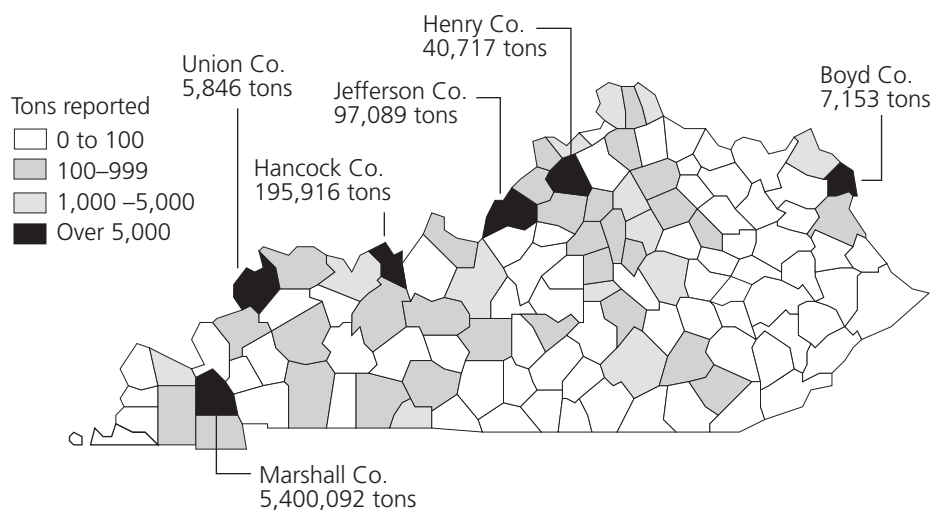 Henry Co.
40,717 tons
Union Co.
5,846 tons
Jefferson Co.
97,089 tons
Boyd Co.
7,153 tons
Tons reported
0 to 100
100–999
1,000 –5,000
Over 5,000
Hancock Co.
195,916 tons
Marshall Co.
5,400,092 tons